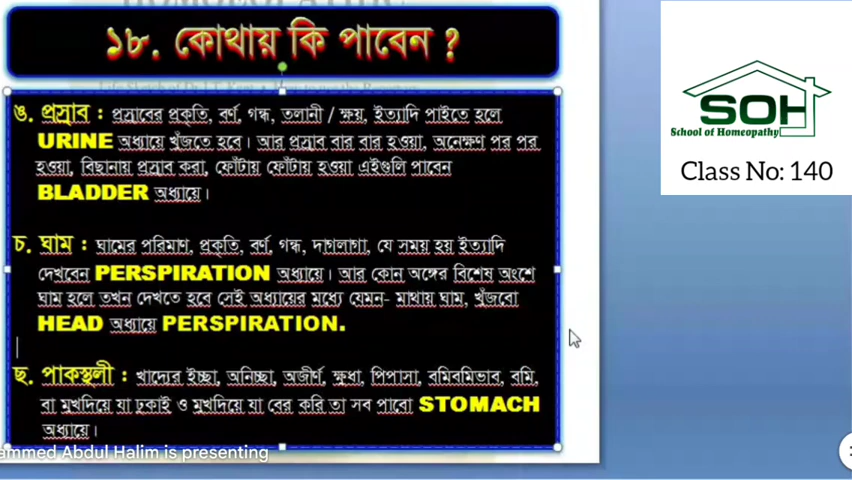 ১৮. কোথায় কি পাবেন ?
ঙ. প্রস্রাব : প্রস্রাবের প্রকৃতি, বর্ণ, গন্ধ, তলানী / ক্ষয়, ইত্যাদি পাইতে হলে
URINE অধ্যায়ে খুঁজতে হবে। আর প্রস্রাব বার বার হওয়া, অনেক্ষণ পর পর
হওয়া, বিছানায় প্রস্রাব করা, ফোঁটায় ফোঁটায় হওয়া এইগুলি পাবেন
BLADDER অধ্যায়ে।
চ. ঘাম : ঘামের পরিমাণ, প্রকৃতি, বর্ণ, গন্ধ, দাগলাগা, যে সময় হয় ইত্যাদি
দেখবেন PERSPIRATION অধ্যায়ে। আর কোন অঙ্গের বিশেষ অংশে
ঘাম হলে তখন দেখতে হবে সেই অধ্যায়ের মধ্যে যেমন- মাথায় ঘাম, খুঁজবো
HEAD অধ্যায়ে PERSPIRATION.
ছ. পাকস্থলী : খাদ্যের ইচ্ছা, অনিচ্ছা, অজীর্ণ, ক্ষুধা, পিপাসা, বমিবমিভাব, বমি,
বা মুখদিয়ে যা ঢুকাই ও মুখদিয়ে যা বের করি তা সব পাবো STOMACH
অধ্যায়ে।
ammed Abdul Halim is presenting
SOH
School of Homeopathy
Class No: 140